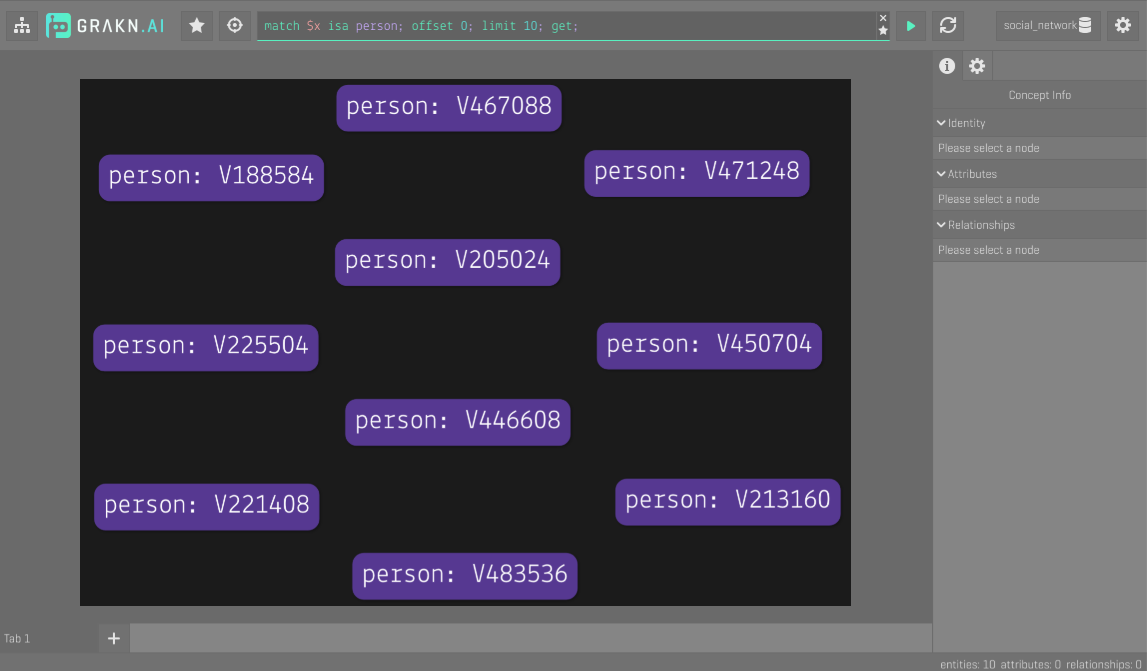 GRAKN.AI
match $x isa person; offset 0; limit 10; get;
social_network
Concept Info
Identity
Please select a node
Attributes
Please select a node
Relationships
Please select a node
person: V467088
person: V188584
person: V471248
person: V205024
person: V225504
person: V450704
person: V446608
person: V221408
person: V213160
person: V483536
Tab 1
entities: 10 attributes: 0 relationships: 0